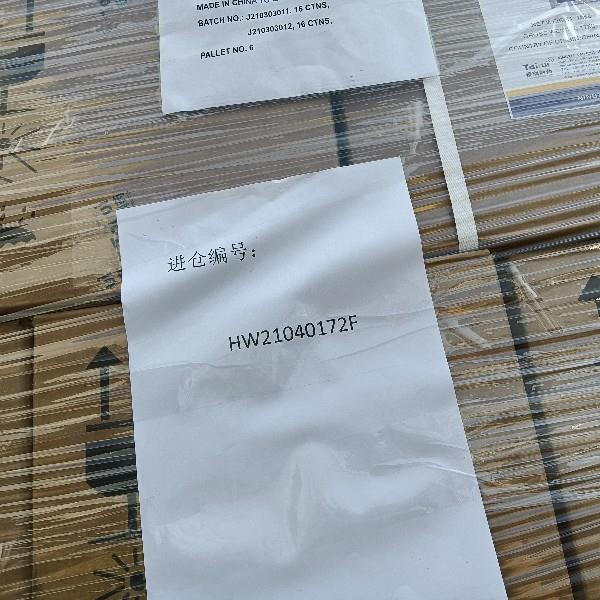 MADE IN CHINA
BATCH NO.: J210303011, 16 CTNS,
J210303012, 16 CTNS,
PALLET NO. 6
进仓编号:
HW21040172F